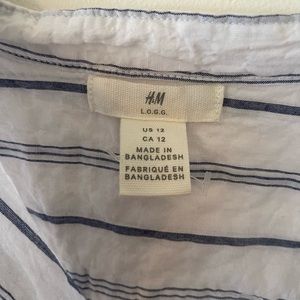 H&M
L.O.G.G.
US 12
CA 12
MADE IN
BANGLADESH
FABRIQUÉ EN
BANGLADESH